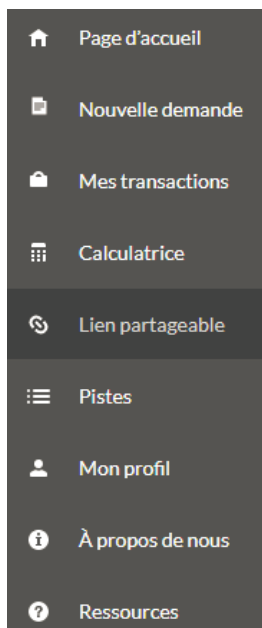 Page d’accueil
Nouvelle demande
Mes transactions
Calculatrice
Lien partageable
Pistes
Mon profil
À propos de nous
Ressources